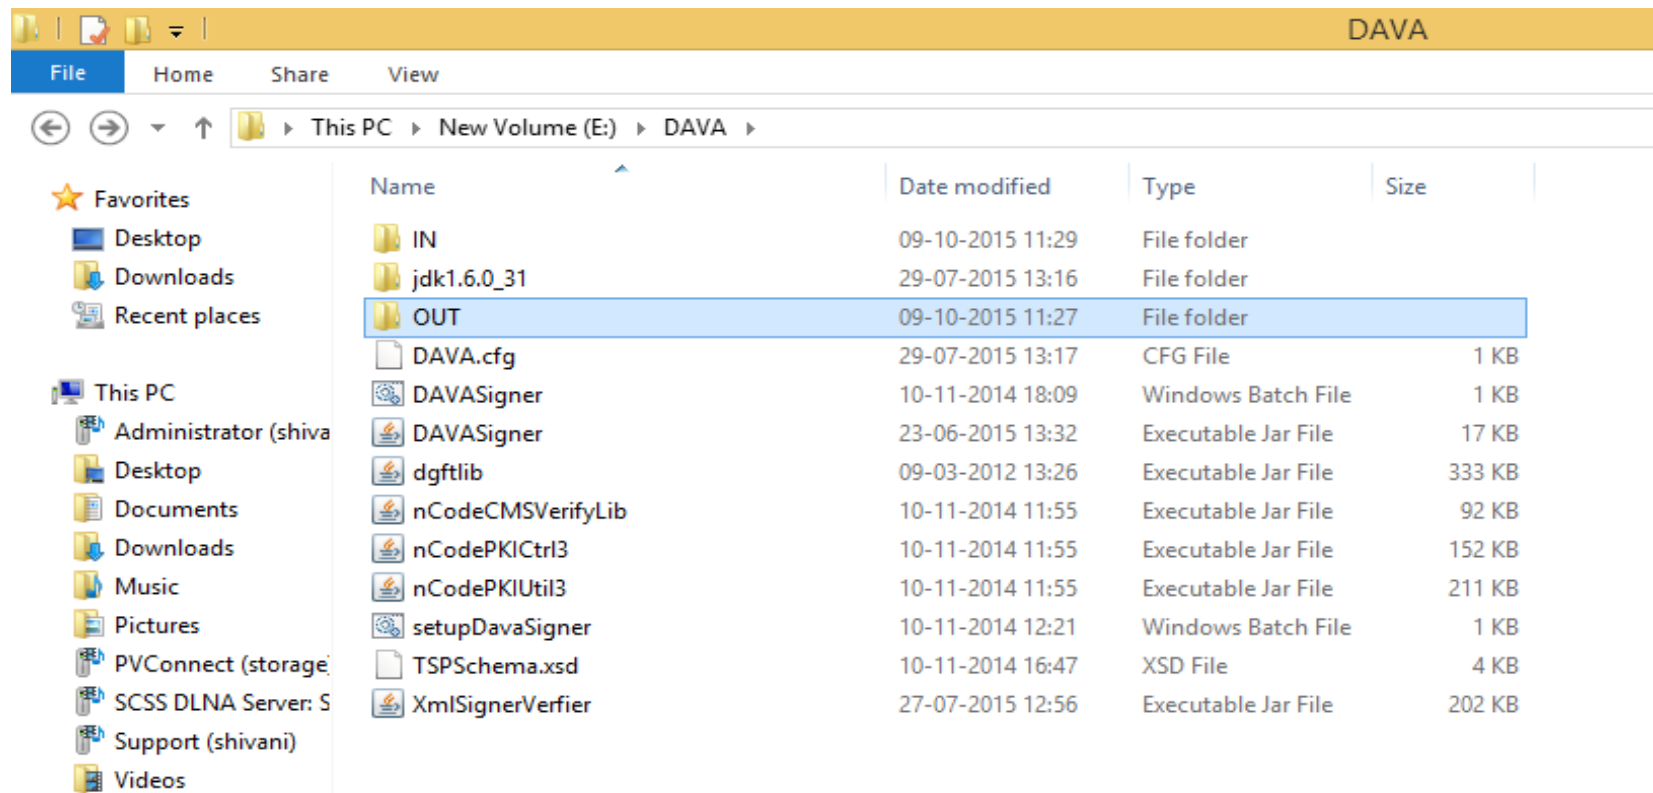 DAVA
File Home Share View
This PC New Volume (E:) DAVA
Name Date modified Type Size
Favorites
Desktop
Downloads
Recent places
This PC
Administrator (shiva
Desktop
Documents
Downloads
Music
Pictures
PVConnect (storage)
SCSS DLNA Server: S
Support (shivani)
Videos
IN 09-10-2015 11:29 File folder
jdk1.6.0_31 29-07-2015 13:16 File folder
OUT 09-10-2015 11:27 File folder
DAVA.cfg 29-07-2015 13:17 CFG File 1 KB
DAVASigner 10-11-2014 18:09 Windows Batch File 1 KB
DAVASigner 23-06-2015 13:32 Executable Jar File 17 KB
dgftlib 09-03-2012 13:26 Executable Jar File 333 KB
nCodeCMSVerifyLib 10-11-2014 11:55 Executable Jar File 92 KB
nCodePKICtrl3 10-11-2014 11:55 Executable Jar File 152 KB
nCodePKIUtil3 10-11-2014 11:55 Executable Jar File 211 KB
setupDavaSigner 10-11-2014 12:21 Windows Batch File 1 KB
TSPSchema.xsd 10-11-2014 16:47 XSD File 4 KB
XmlSignerVerfier 27-07-2015 12:56 Executable Jar File 202 KB